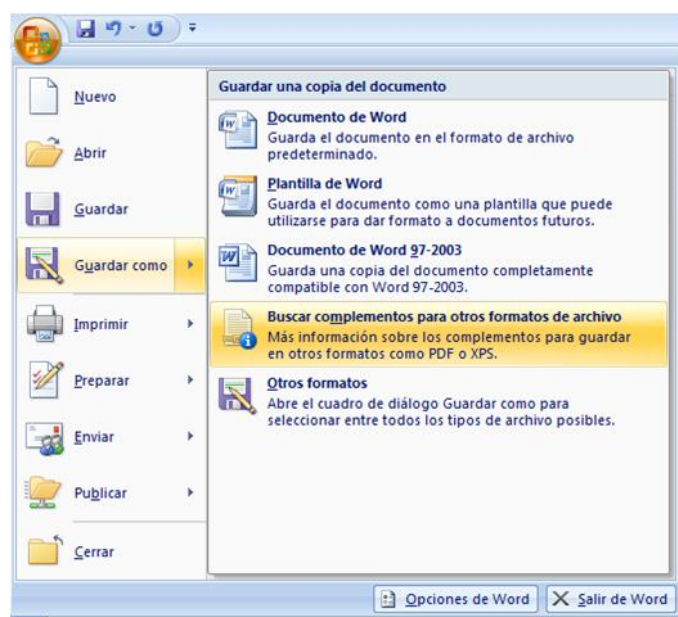 Nuevo
Abrir
Guardar
Guardar como
Imprimir
Preparar
Enviar
Publicar
Cerrar
Guardar una copia del documento
Documento de Word
Guarda el documento en el formato de archivo
predeterminado.
Plantilla de Word
Guarda el documento como una plantilla que puede
utilizarse para dar formato a documentos futuros.
Documento de Word 97-2003
Guarda una copia del documento completamente
compatible con Word 97-2003.
Buscar complementos para otros formatos de archivo
Más información sobre los complementos para guardar
en otros formatos como PDF o XPS.
Otros formatos
Abre el cuadro de diálogo Guardar como para
seleccionar entre todos los tipos de archivo posibles.
Opciones de Word
Salir de Word